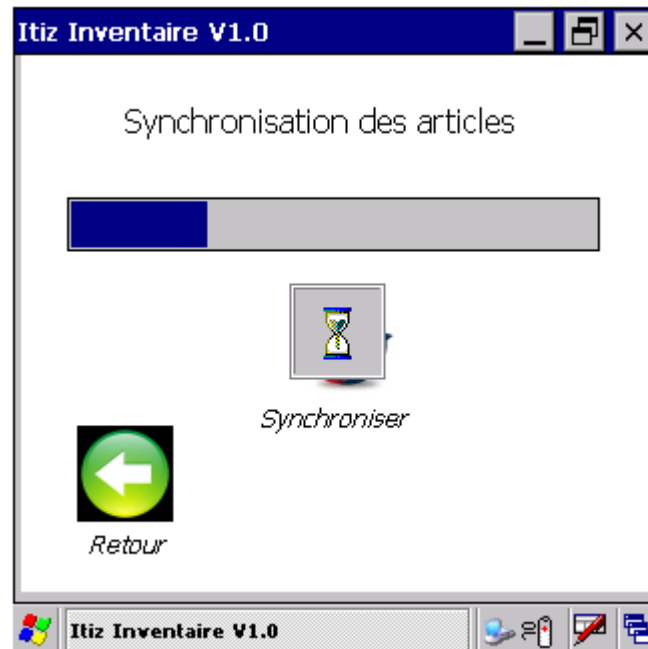 Itiz Inventaire V1.0
Synchronisation des articles
Synchroniser
Retour
Itiz Inventaire V1.0